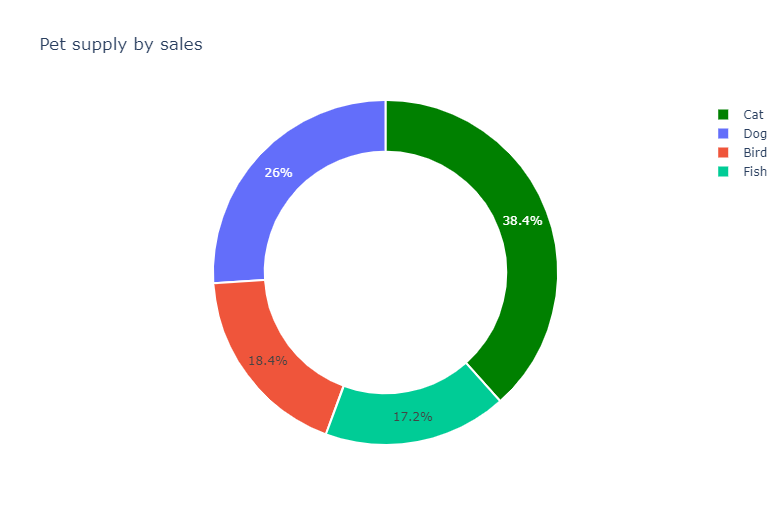 Pet supply by sales
Cat
Dog
Bird
Fish
26%
38.4%
18.4%
17.2%